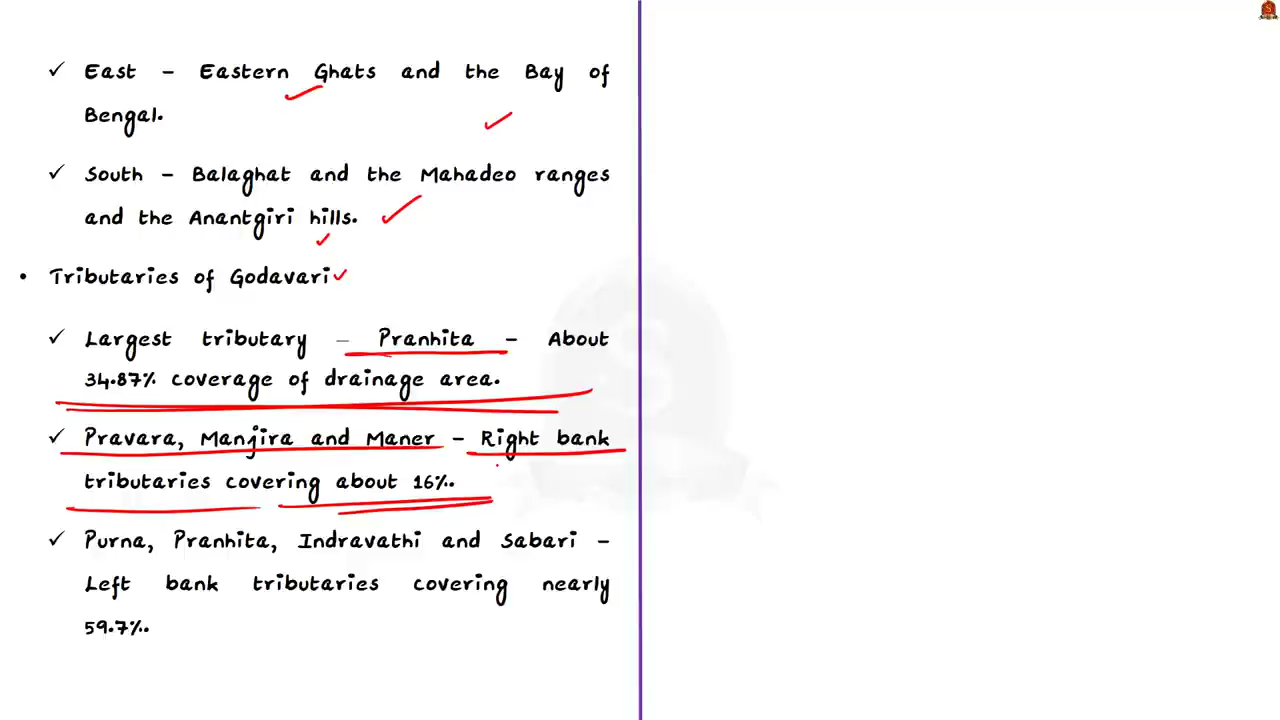 ✓ East – Eastern Ghats and the Bay of
Bengal.
✓ South – Balaghat and the Mahadeo ranges
and the Anantgiri hills.
• Tributaries of Godavari
✓ Largest tributary – Pranhita – About
34.87% coverage of drainage area.
✓ Pravara, Manjira and Maner – Right bank
tributaries covering about 16%.
✓ Purna, Pranhita, Indravathi and Sabari –
Left bank tributaries covering nearly
59.7%.